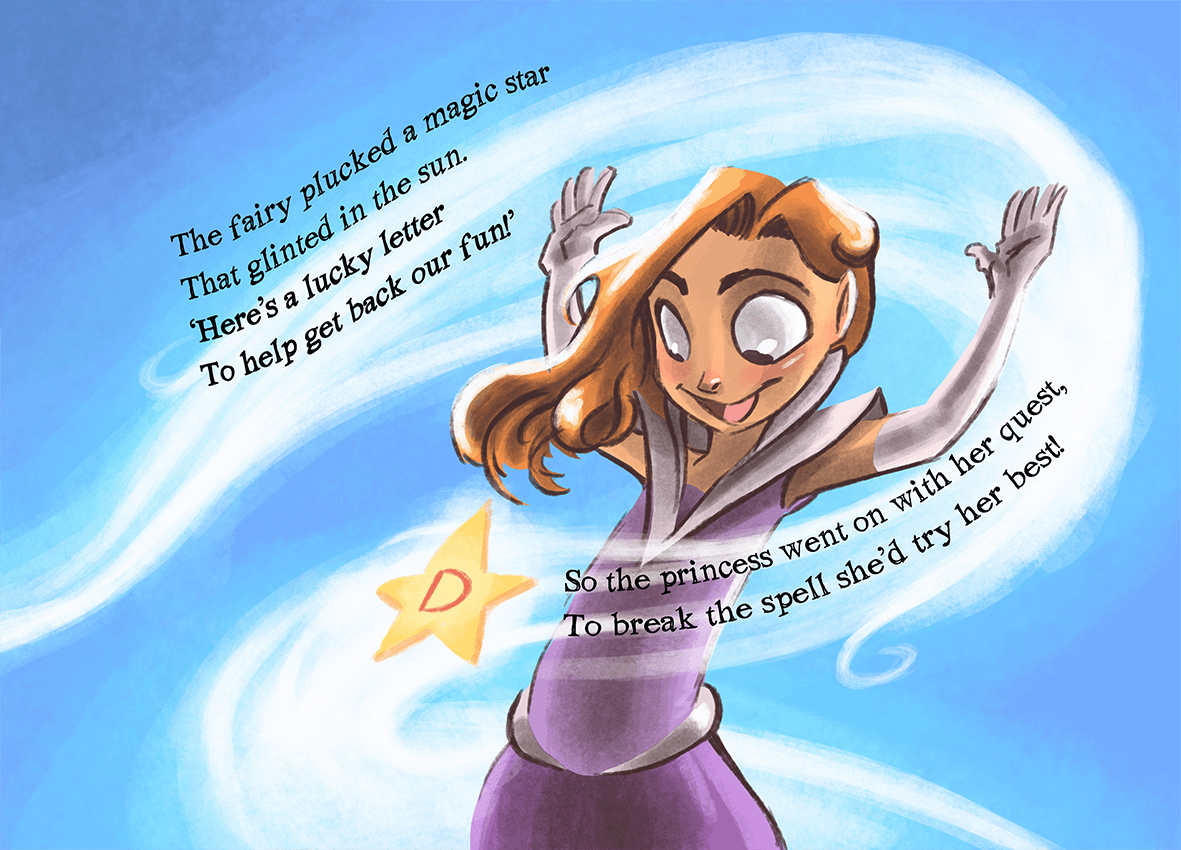 The fairy plucked a magic star
That glinted in the sun.
‘Here’s a lucky letter
To help get back our fun!’
D
So the princess went on with her quest,
To break the spell she’d try her best!